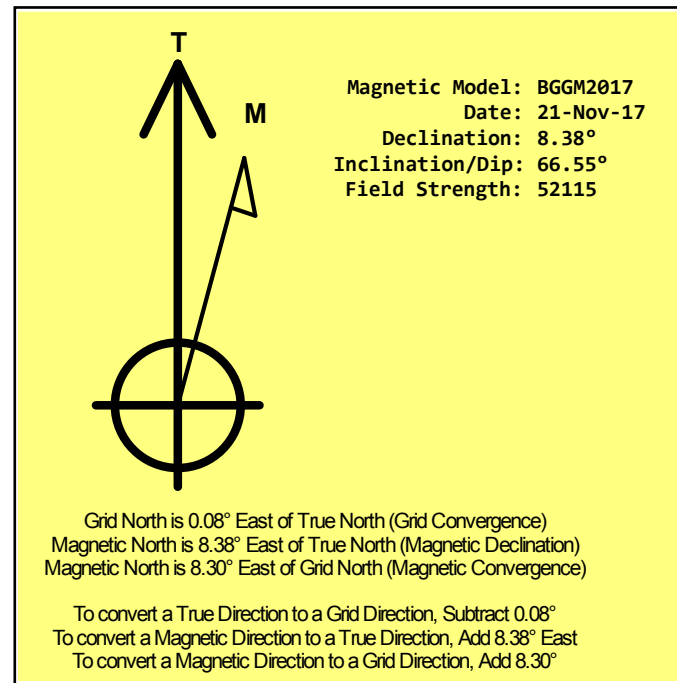 T
M
Magnetic Model: BGGM2017
Date: 21-Nov-17
Declination: 8.38°
Inclination/Dip: 66.55°
Field Strength: 52115
Grid North is 0.08° East of True North (Grid Convergence)
Magnetic North is 8.38° East of True North (Magnetic Declination)
Magnetic North is 8.30° East of Grid North (Magnetic Convergence)
To convert a True Direction to a Grid Direction, Subtract 0.08°
To convert a Magnetic Direction to a True Direction, Add 8.38° East
To convert a Magnetic Direction to a Grid Direction, Add 8.30°